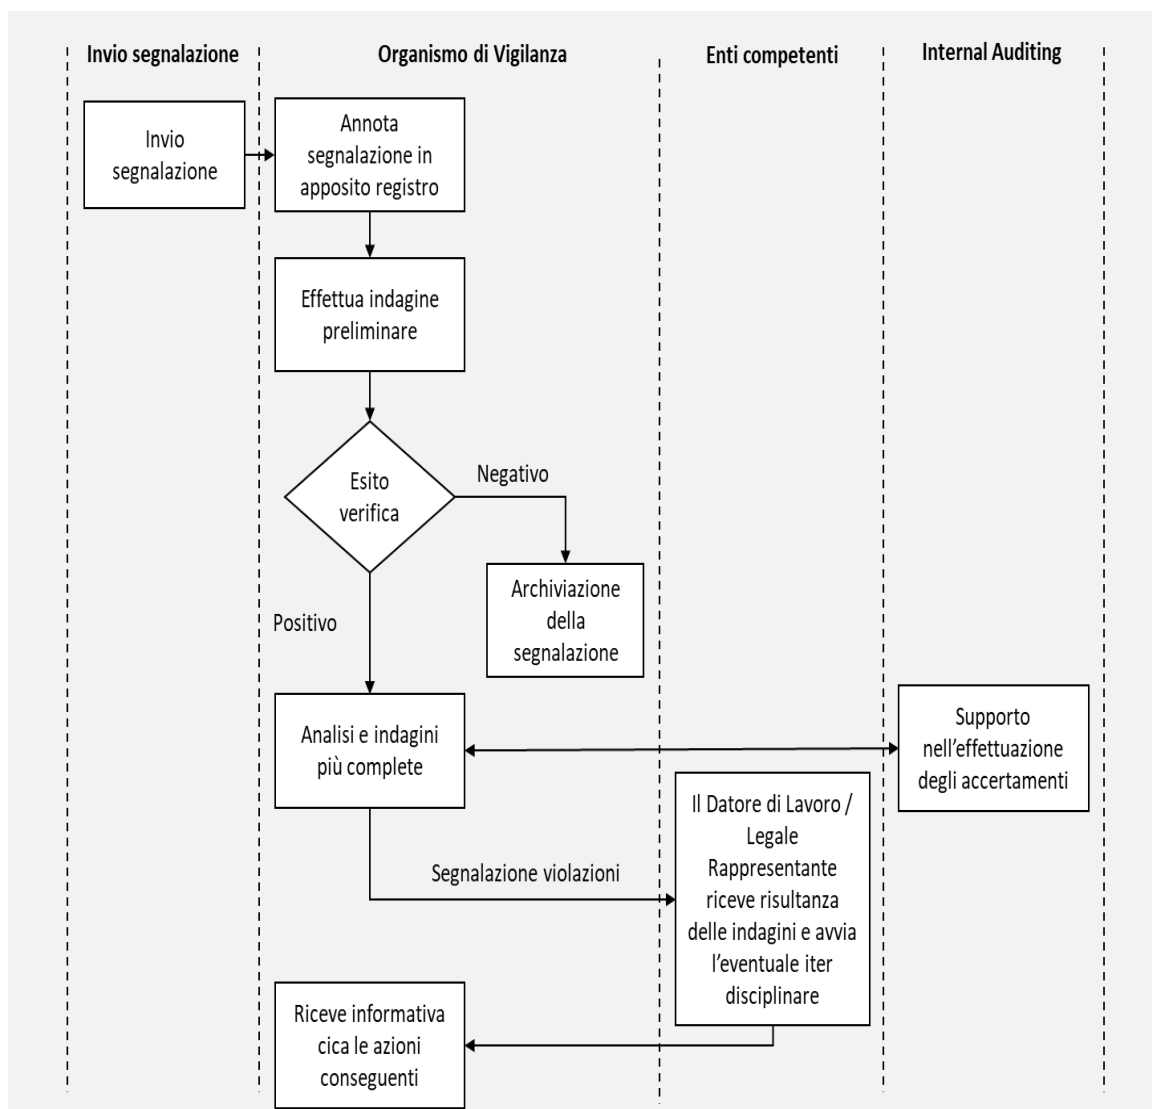 Invio segnalazione
Organismo di Vigilanza
Enti competenti
Internal Auditing
Invio
segnalazione
Annota
segnalazione in
apposito registro
Effettua indagine
preliminare
Esito
verifica
Negativo
Archiviazione
della
segnalazione
Positivo
Analisi e indagini
più complete
Supporto
nell'effettuazione
degli accertamenti
Segnalazione violazioni
Il Datore di Lavoro /
Legale
Rappresentante
riceve risultanza
delle indagini e avvia
l'eventuale iter
disciplinare
Riceve informativa
cica le azioni
conseguenti